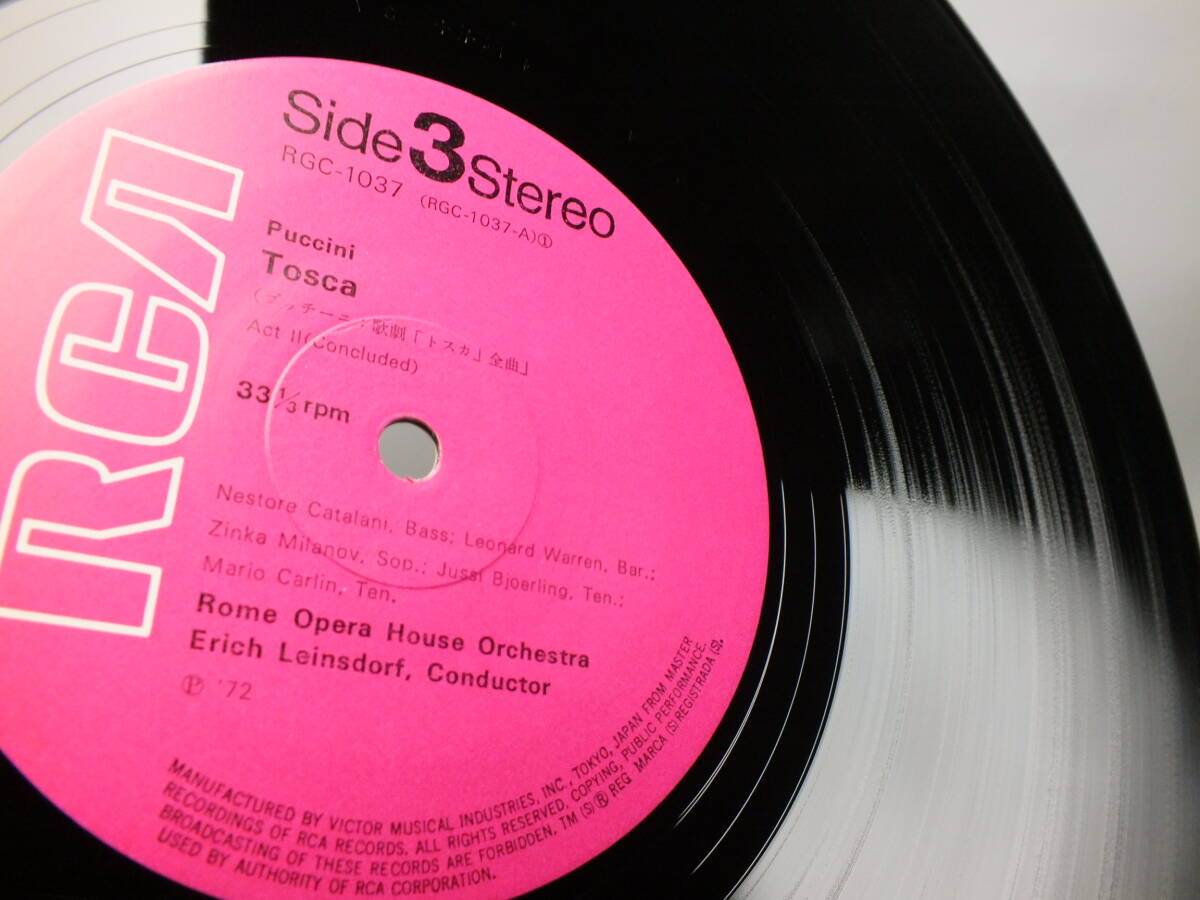 RCA
Side 3 Stereo
RGC-1037
(RGC-1037-A)①
Puccini
Tosca
(プッチーニ：歌劇「トスカ」全曲」
Act II (Concluded)
33 1/3 rpm
Nestore Catalani, Bass; Leonard Warren, Bar.;
Zinka Milanov, Sop.; Jussi Bjoerling, Ten.;
Mario Carlin, Ten.
Rome Opera House Orchestra
Erich Leinsdorf, Conductor
Ⓟ '72
MANUFACTURED BY VICTOR MUSICAL INDUSTRIES, INC., TOKYO, JAPAN FROM MASTER
RECORDINGS OF RCA RECORDS. ALL RIGHTS RESERVED. COPYING, PUBLIC PERFORMANCE,
BROADCASTING OF THESE RECORDS ARE FORBIDDEN. TM (S) ® REG. MARCA (S) REGISTRADA (S).
USED BY AUTHORITY OF RCA CORPORATION.